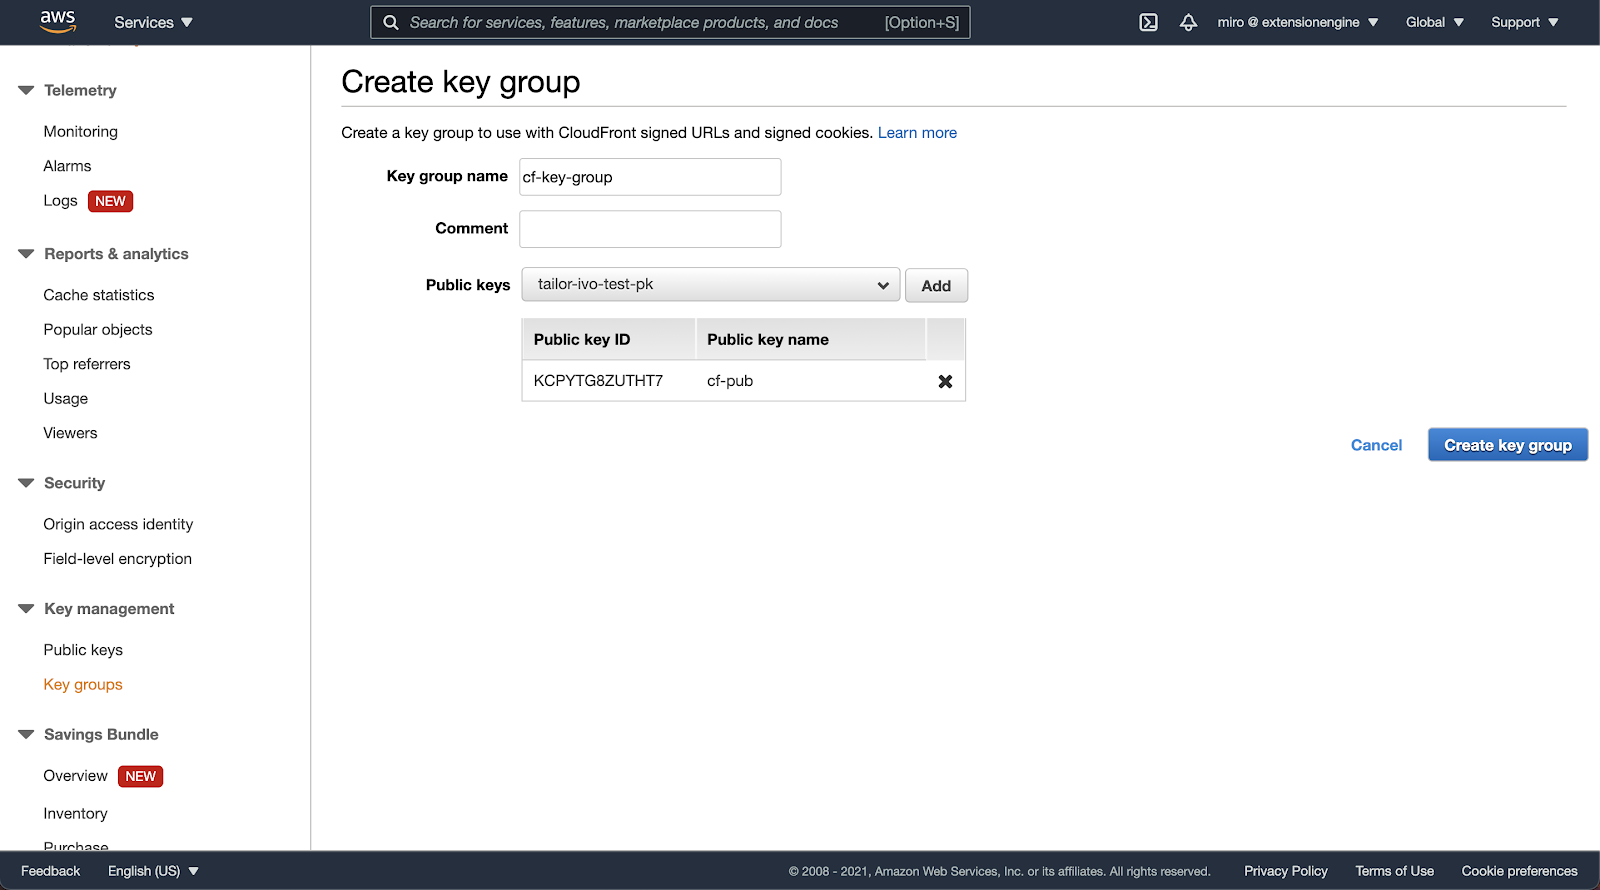 aws
Services
Search for services, features, marketplace products, and docs [Option+S]
miro @ extensionengine
Global
Support
Telemetry
Monitoring
Alarms
Logs NEW
Reports & analytics
Cache statistics
Popular objects
Top referrers
Usage
Viewers
Security
Origin access identity
Field-level encryption
Key management
Public keys
Key groups
Savings Bundle
Overview NEW
Inventory
Purchase
Create key group
Create a key group to use with CloudFront signed URLs and signed cookies. Learn more
Key group name cf-key-group
Comment
Public keys tailor-ivo-test-pk Add
Public key ID Public key name
KCPYTG8ZUTHT7 cf-pub
Cancel Create key group
Feedback English (US) © 2008 - 2021, Amazon Web Services, Inc. or its affiliates. All rights reserved. Privacy Policy Terms of Use Cookie preferences